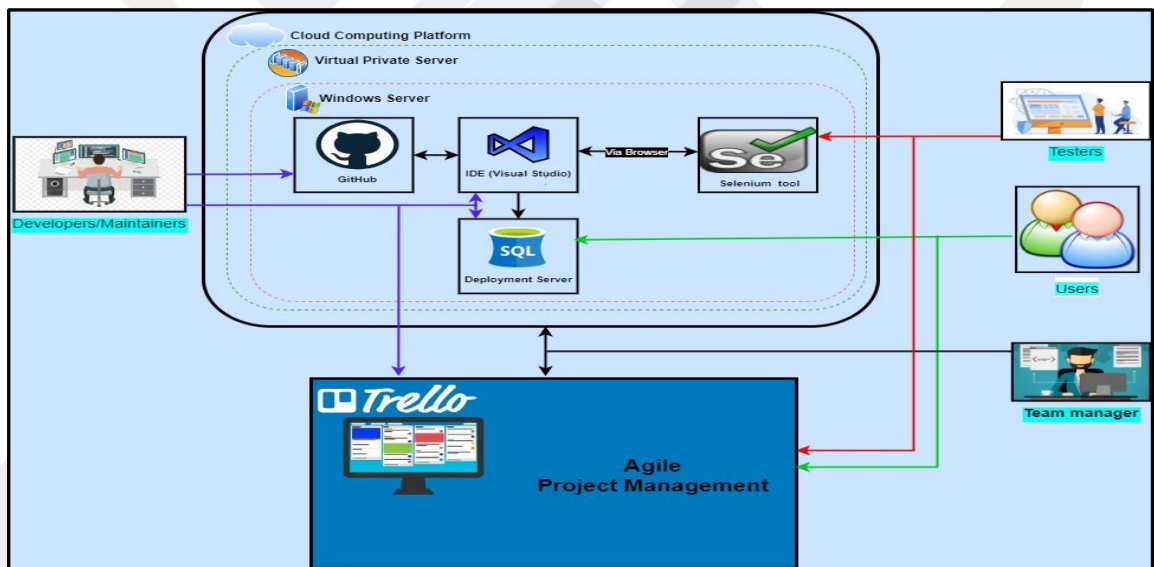 Cloud Computing Platform
Virtual Private Server
Windows Server
GitHub
IDE (Visual Studio)
Via Browser
Se
Selenium tool
Testers
Developers/Maintainers
SQL
Deployment Server
Users
Trello
Team manager
Agile
Project Management